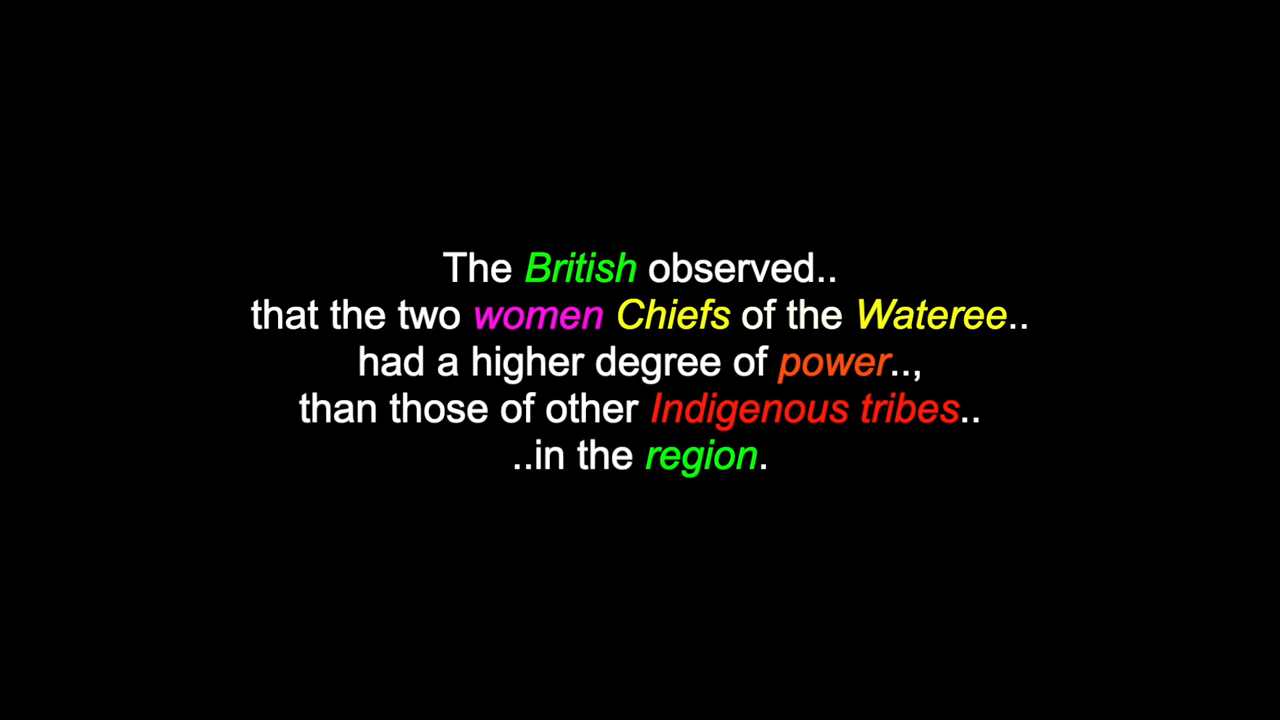 The British observed..
that the two women Chiefs of the Wateree..
had a higher degree of power..,
than those of other Indigenous tribes..
..in the region.